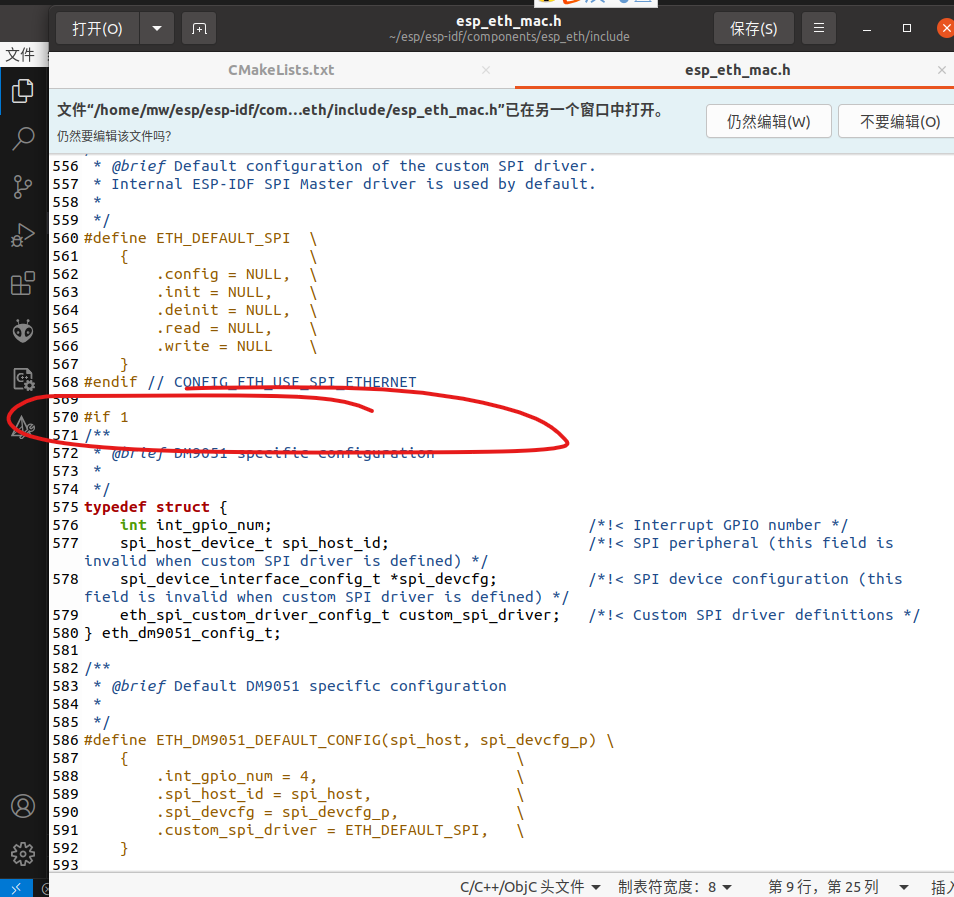 打开(O)
esp_eth_mac.h
~/esp/esp-idf/components/esp_eth/include
保存(S)
文件
CMakeLists.txt
esp_eth_mac.h
文件“/home/mw/esp/esp-idf/com…eth/include/esp_eth_mac.h”已在另一个窗口中打开。
仍然要编辑该文件吗？
仍然编辑(W)
不要编辑(O)
556 * @brief Default configuration of the custom SPI driver.
557 * Internal ESP-IDF SPI Master driver is used by default.
558 *
559 */
560 #define ETH_DEFAULT_SPI \
561 { \
562 .config = NULL, \
563 .init = NULL, \
564 .deinit = NULL, \
565 .read = NULL, \
566 .write = NULL \
567 }
568 #endif // CONFIG_ETH_USE_SPI_ETHERNET
569
570 #if 1
571 /**
572 * @brief DM9051 specific configuration
573 *
574 */
575 typedef struct {
576 int int_gpio_num; /*!< Interrupt GPIO number */
577 spi_host_device_t spi_host_id; /*!< SPI peripheral (this field is
invalid when custom SPI driver is defined) */
578 spi_device_interface_config_t *spi_devcfg; /*!< SPI device configuration (this
field is invalid when custom SPI driver is defined) */
579 eth_spi_custom_driver_config_t custom_spi_driver; /*!< Custom SPI driver definitions */
580 } eth_dm9051_config_t;
581
582 /**
583 * @brief Default DM9051 specific configuration
584 *
585 */
586 #define ETH_DM9051_DEFAULT_CONFIG(spi_host, spi_devcfg_p) \
587 { \
588 .int_gpio_num = 4, \
589 .spi_host_id = spi_host, \
590 .spi_devcfg = spi_devcfg_p, \
591 .custom_spi_driver = ETH_DEFAULT_SPI, \
592 }
593
C/C++/ObjC 头文件
制表符宽度：8
第 9 行，第 25 列
插入